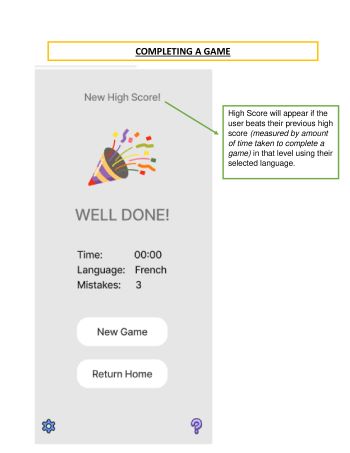 COMPLETING A GAME
New High Score!
High Score will appear if the
user beats their previous high
score (measured by amount
of time taken to complete a
game) in that level using their
selected language.
WELL DONE!
Time: 00:00
Language: French
Mistakes: 3
New Game
Return Home
?